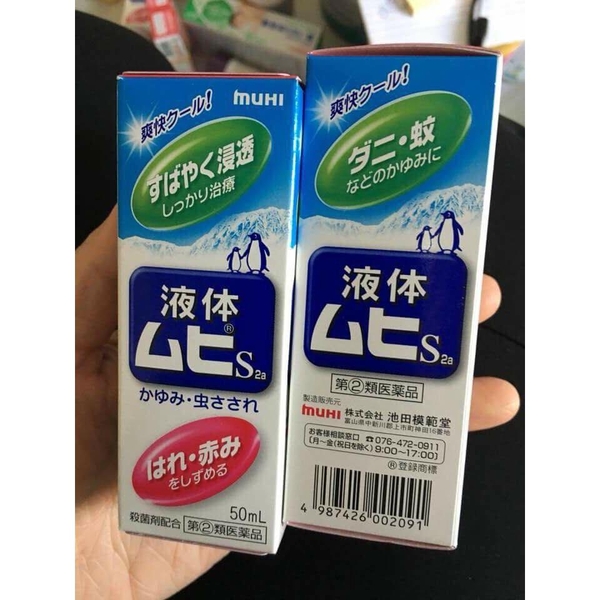 爽快クール!
muHI
すばやく浸透
しっかり治療
液体
ムヒ®S2a
かゆみ・虫さされ
はれ・赤み
をしずめる
50mL
殺菌剤配合 第②類医薬品
爽快クール!
ダニ・蚊
などのかゆみに
液体
ムヒS2a
第②類医薬品
製造販売元
muHI 株式会社 池田模範堂
富山県中新川郡上市町神田16番地
お客様相談窓口 ☎076-472-0911
[月~金(祝日を除く) 9:00~17:00]
®登録商標
4 987426 002091